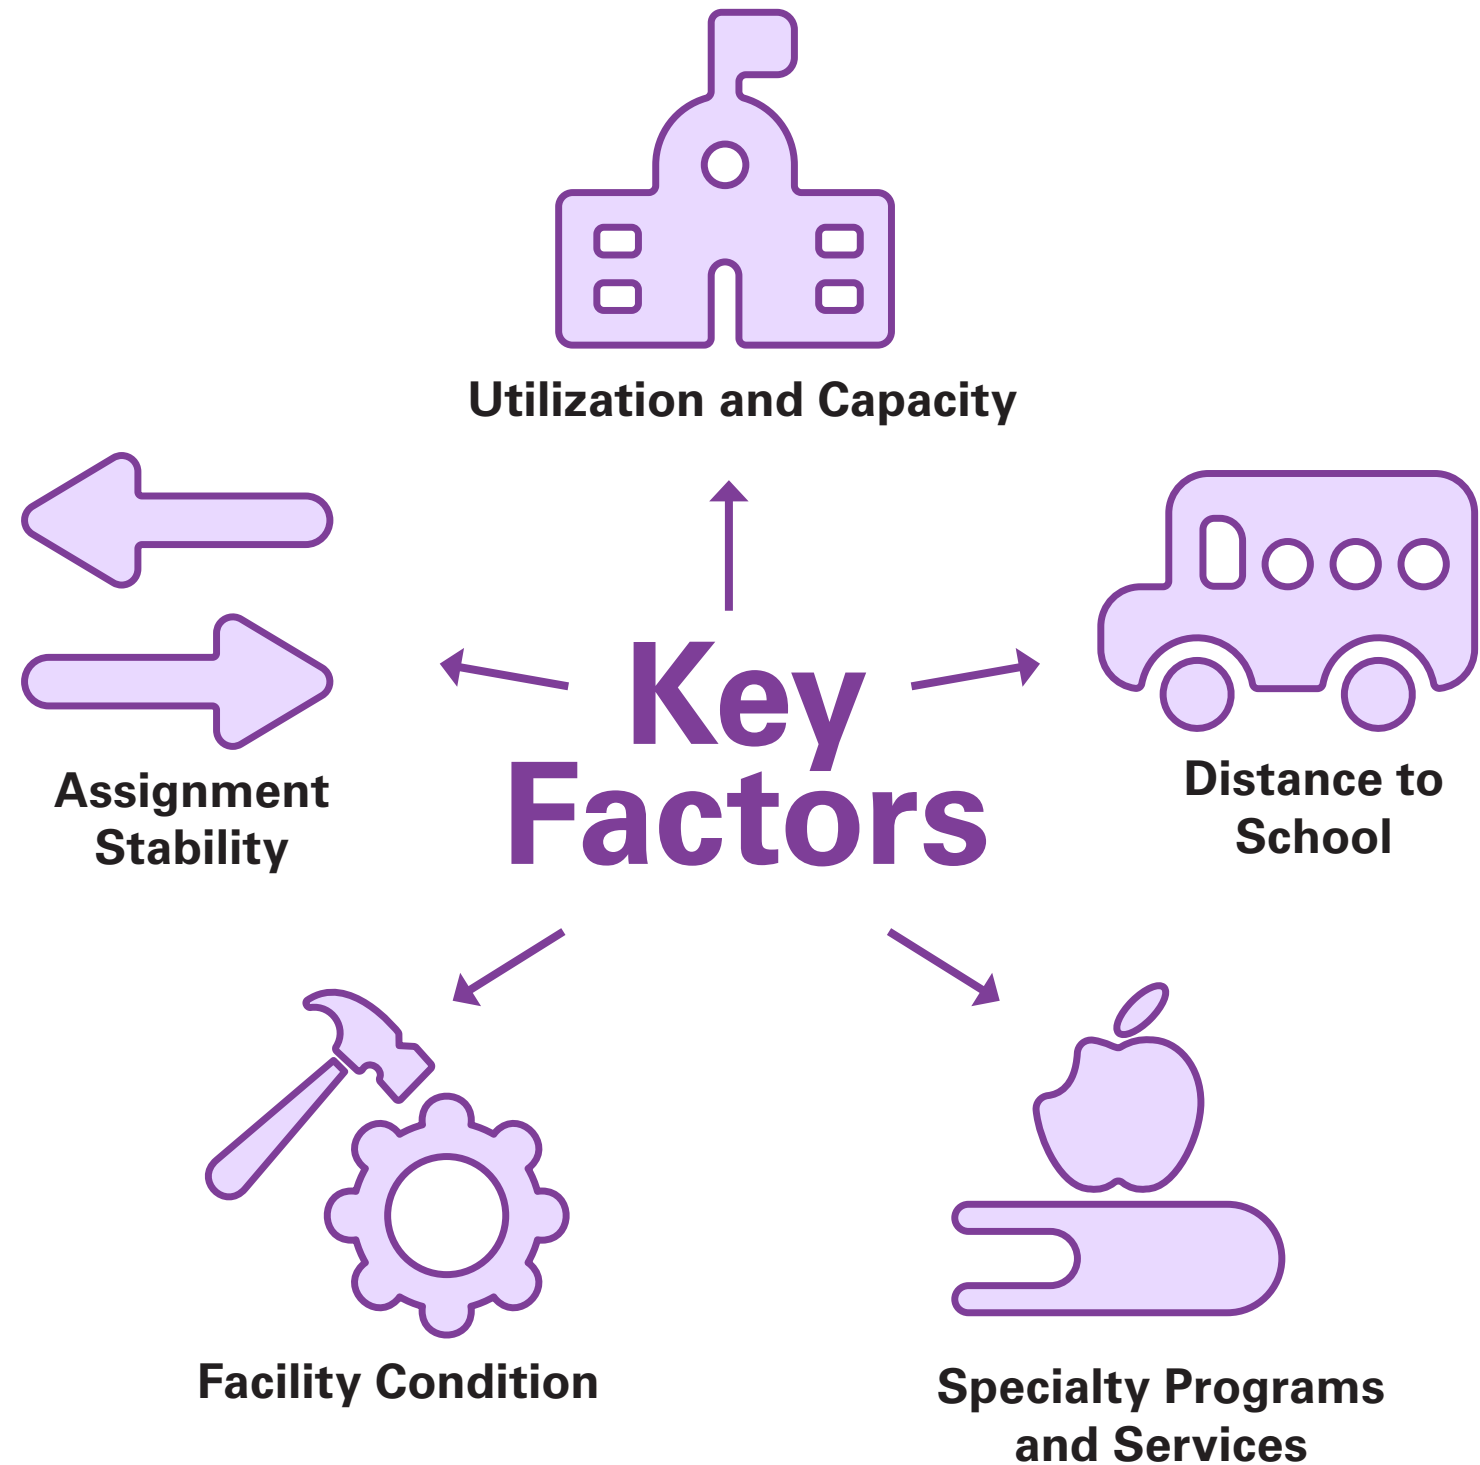 Utilization and Capacity
Key
Factors
Assignment
Stability
Distance to
School
Facility Condition
Specialty Programs
and Services